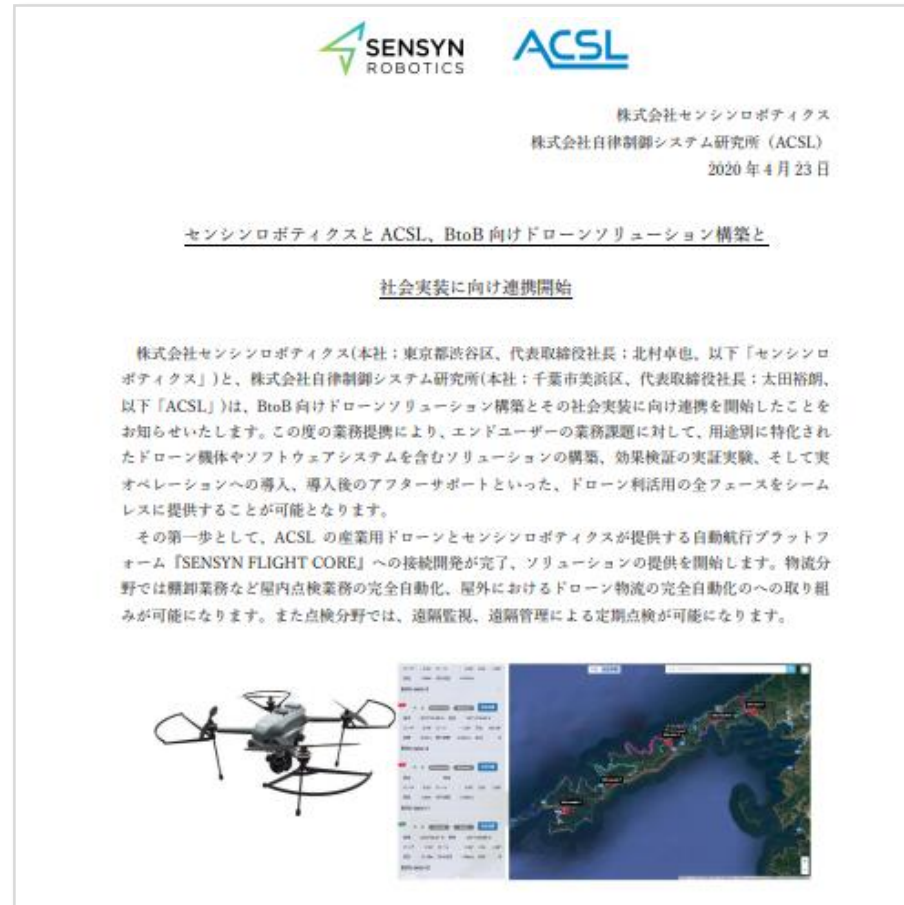 SENSYN
ROBOTICS
ACSL
株式会社センシンロボティクス
株式会社自律制御システム研究所（ACSL）
2020年4月23日
センシンロボティクスと ACSL、BtoB 向けドローンソリューション構築と
社会実装に向け連携開始
株式会社センシンロボティクス(本社：東京都渋谷区、代表取締役社長：北村卓也、以下「センシンロ
ボティクス」)と、株式会社自律制御システム研究所(本社：千葉市美浜区、代表取締役社長：太田裕朗、
以下「ACSL」)は、BtoB 向けドローンソリューション構築とその社会実装に向け連携を開始したことを
お知らせいたします。この度の業務提携により、エンドユーザーの業務課題に対して、用途別に特化され
たドローン機体やソフトウェアシステムを含むソリューションの構築、効果検証の実証実験、そして実
オペレーションへの導入、導入後のアフターサポートといった、ドローン利活用の全フェーズをシーム
レスに提供することが可能となります。
その第一歩として、ACSL の産業用ドローンとセンシンロボティクスが提供する自動航行プラットフ
ォーム『SENSYN FLIGHT CORE』への接続開発が完了、ソリューションの提供を開始します。物流分
野では棚卸業務など屋内点検業務の完全自動化、屋外におけるドローン物流の完全自動化のへの取り組
みが可能になります。また点検分野では、遠隔監視、遠隔管理による定期点検が可能になります。